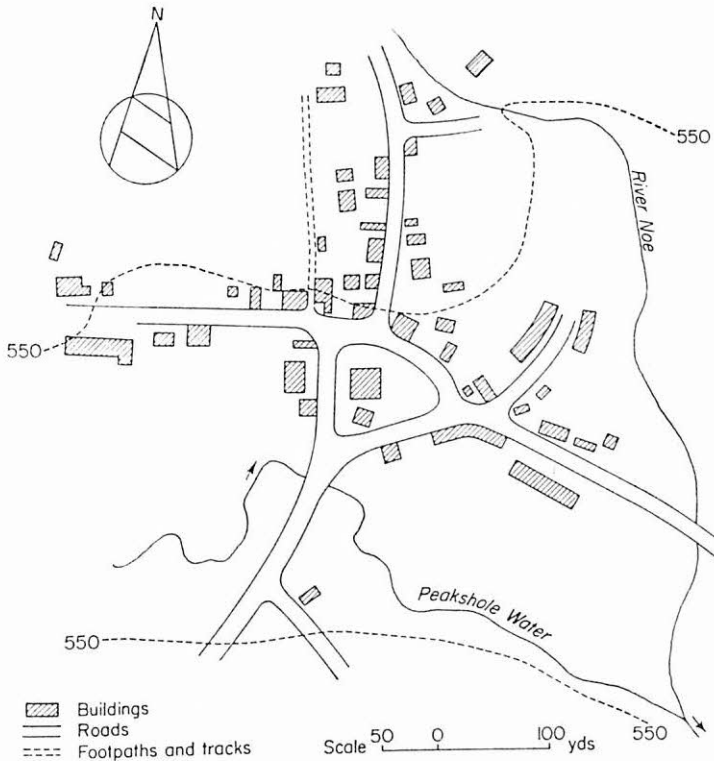 N
550
River Noe
550
Peakshole Water
550
550
Buildings
Roads
Footpaths and tracks
Scale 50 0 100 yds